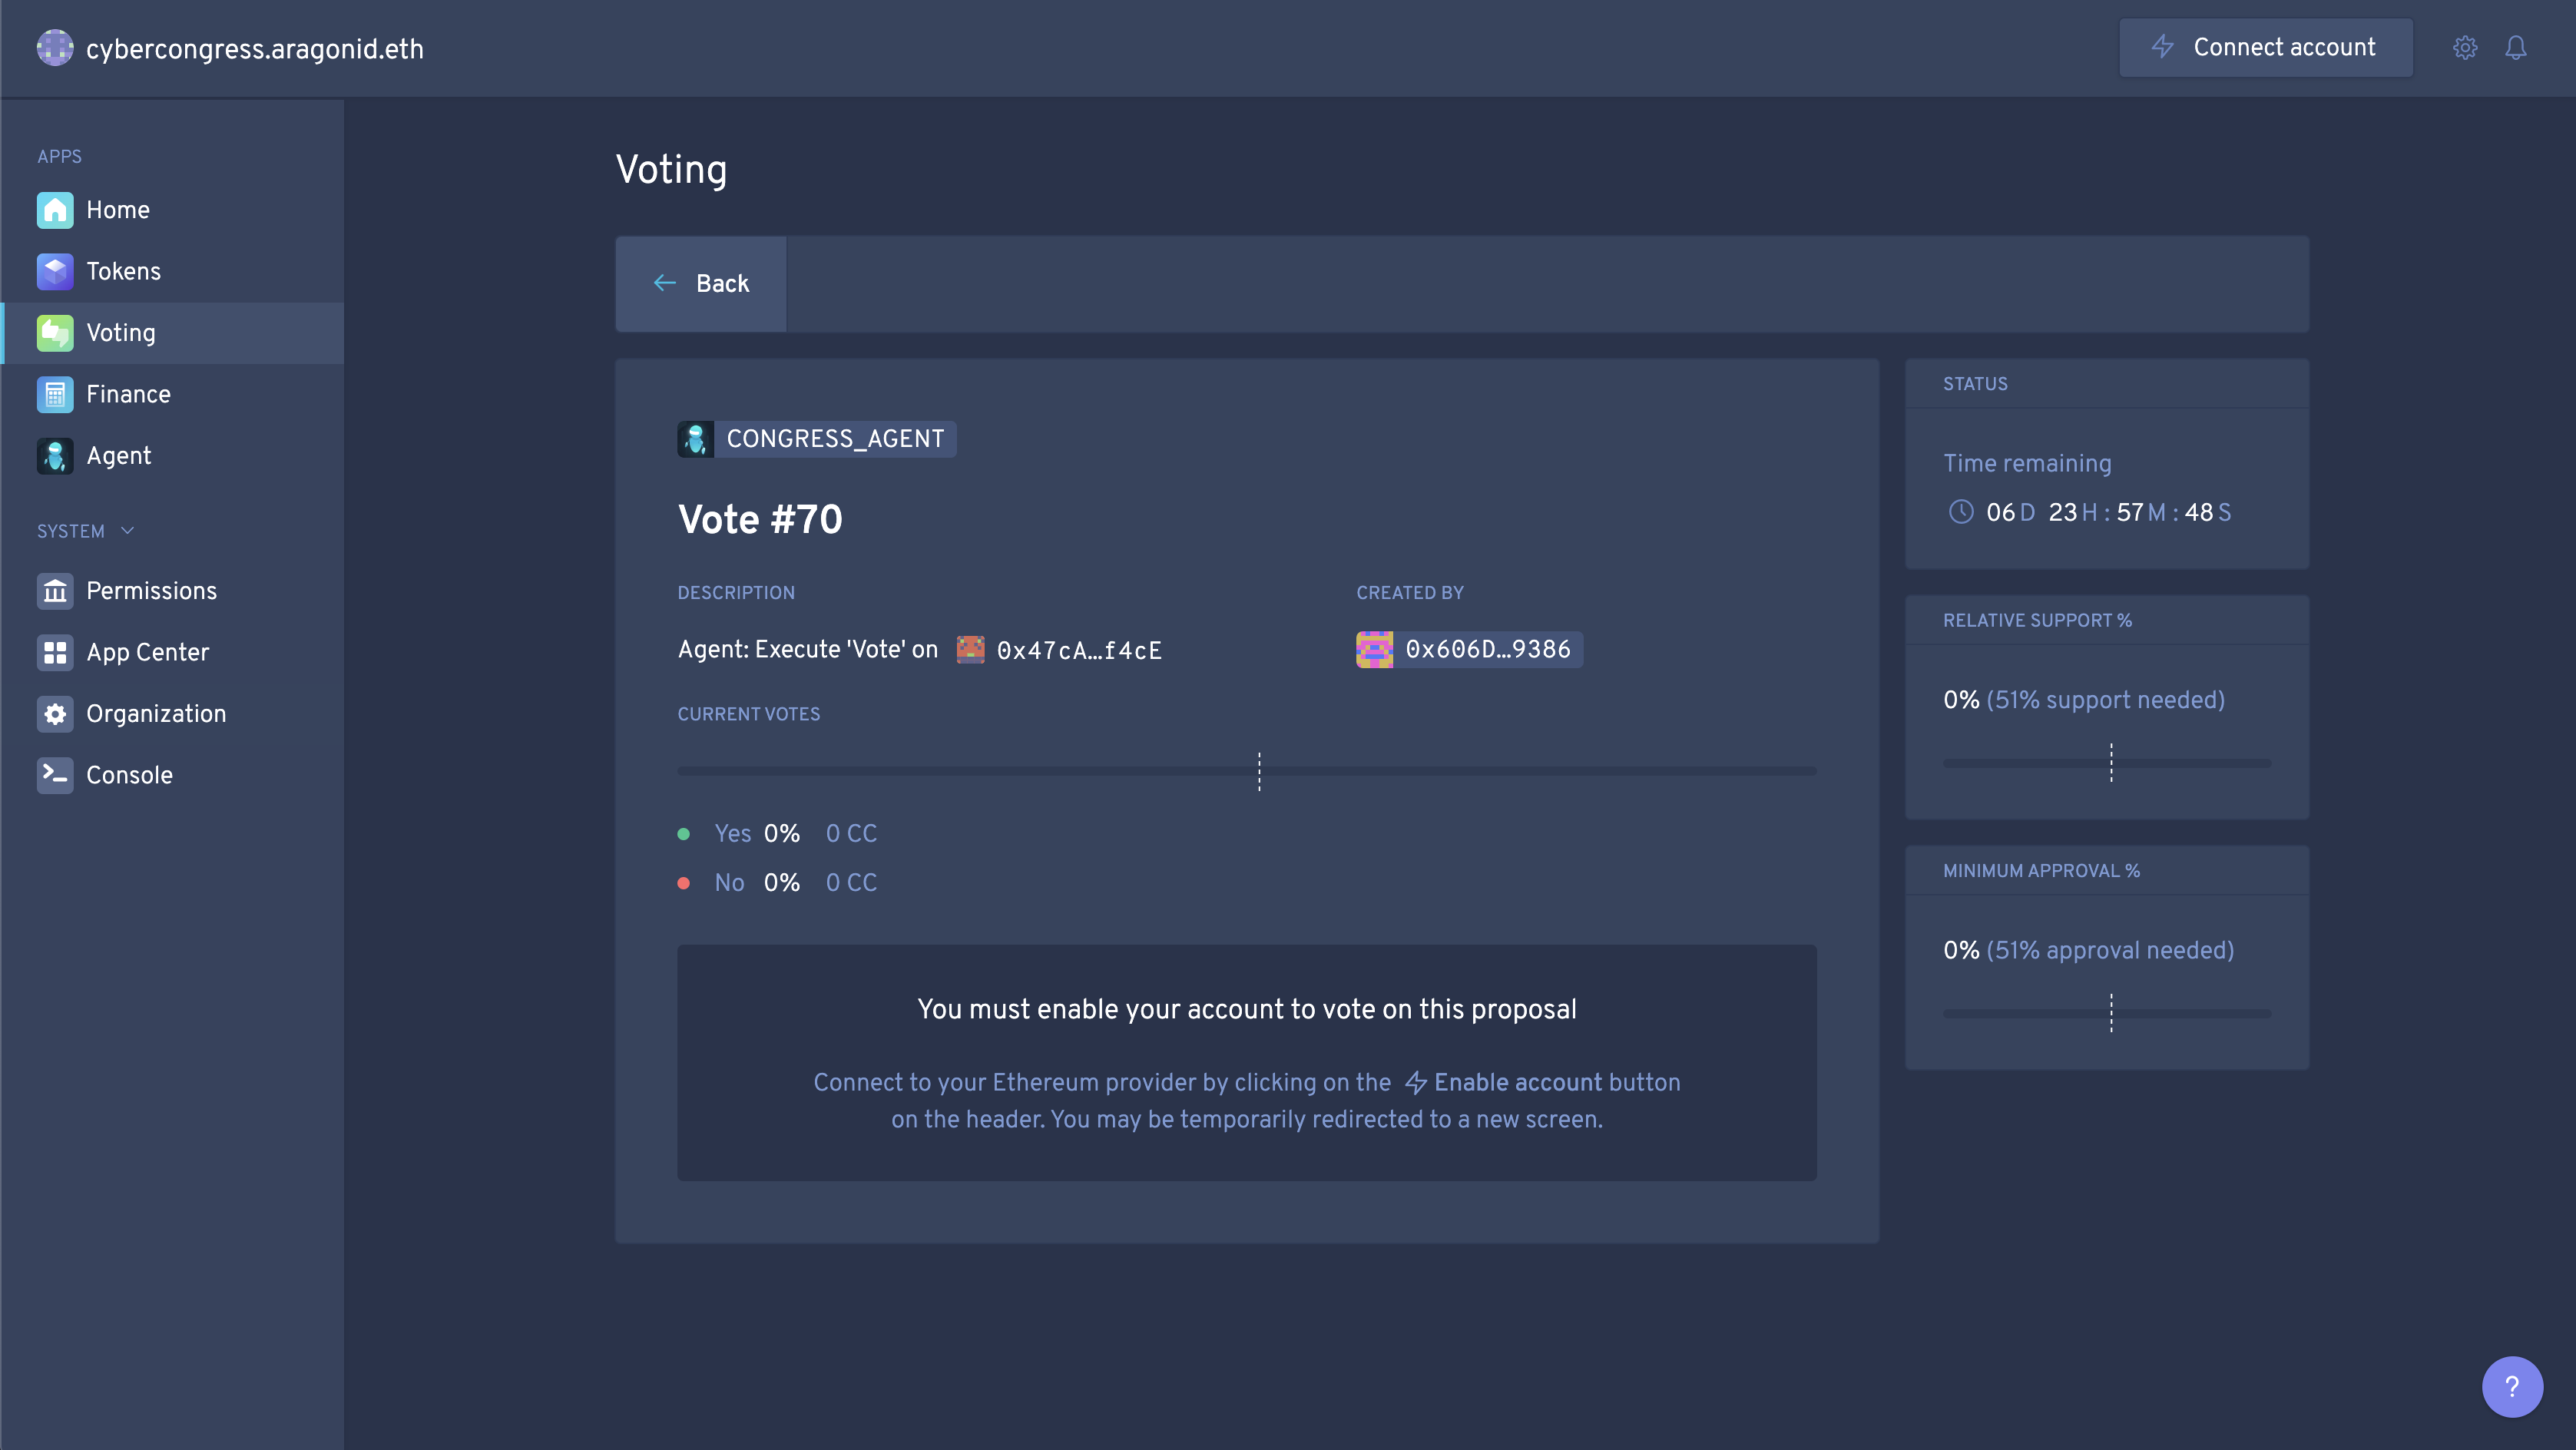 cybercongress.aragonid.eth
Connect account
APPS
Home
Tokens
Voting
Finance
Agent
SYSTEM
Permissions
App Center
Organization
Console
Voting
Back
CONGRESS_AGENT
Vote #70
DESCRIPTION
Agent: Execute 'Vote' on 0x47cA…f4cE
CREATED BY
0x606D…9386
CURRENT VOTES
Yes 0% 0 CC
No 0% 0 CC
You must enable your account to vote on this proposal
Connect to your Ethereum provider by clicking on the Enable account button
on the header. You may be temporarily redirected to a new screen.
STATUS
Time remaining
06 D 23 H : 57 M : 48 S
RELATIVE SUPPORT %
0% (51% support needed)
MINIMUM APPROVAL %
0% (51% approval needed)
?